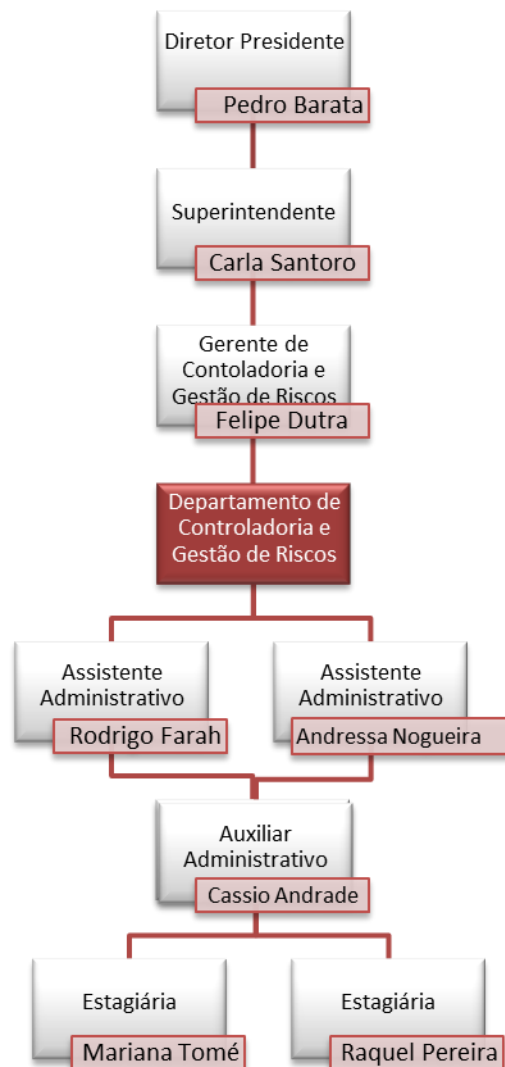 Diretor Presidente
Pedro Barata
Superintendente
Carla Santoro
Gerente de
Contoladoria e
Gestão de Riscos
Felipe Dutra
Departamento de
Controladoria e
Gestão de Riscos
Assistente
Administrativo
Rodrigo Farah
Assistente
Administrativo
Andressa Nogueira
Auxiliar
Administrativo
Cassio Andrade
Estagiária
Mariana Tomé
Estagiária
Raquel Pereira